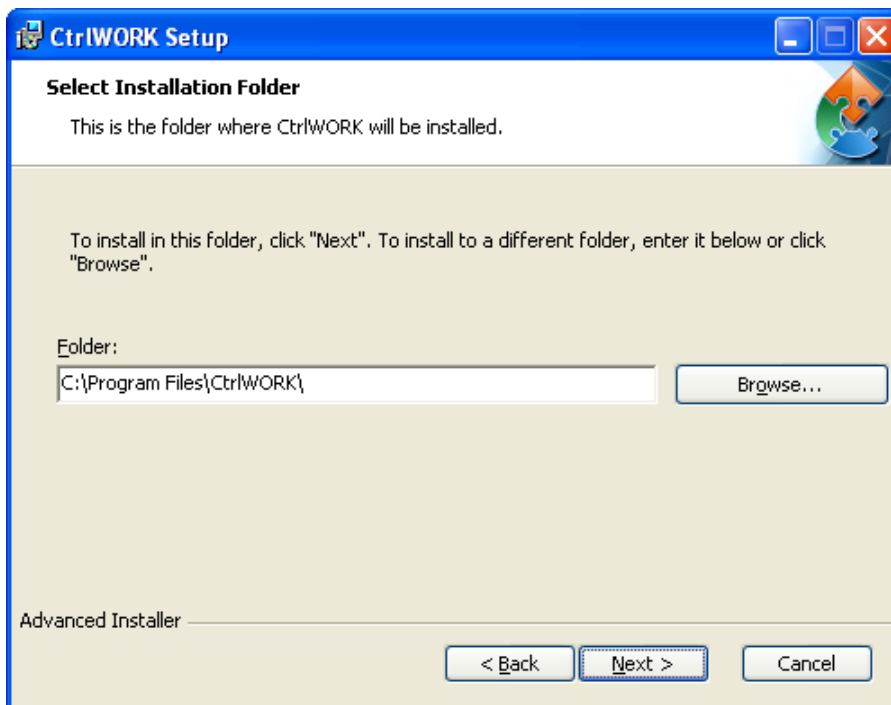 CtrlWORK Setup
Select Installation Folder
This is the folder where CtrlWORK will be installed.
To install in this folder, click "Next". To install to a different folder, enter it below or click
"Browse".
Folder:
C:\Program Files\CtrlWORK\
Browse...
Advanced Installer
< Back
Next >
Cancel